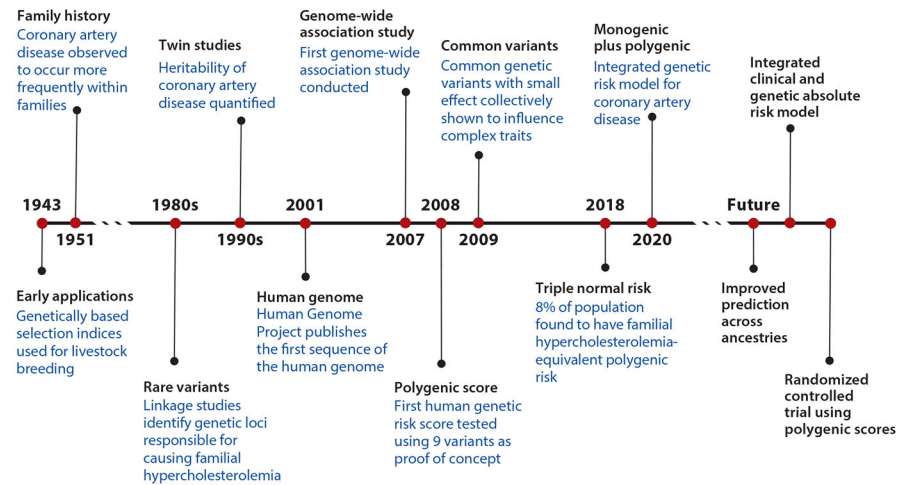 Family history
Coronary artery
disease observed
to occur more
frequently within
families
Twin studies
Heritability of
coronary artery
disease quantified
Genome-wide
association study
First genome-wide
association study
conducted
Common variants
Common genetic
variants with small
effect collectively
shown to influence
complex traits
Monogenic
plus polygenic
Integrated genetic
risk model for
coronary artery
disease
Integrated
clinical and
genetic absolute
risk model
1943
1980s
2001
2008
2018
Future
1951
1990s
2007
2009
2020
Early applications
Genetically based
selection indices
used for livestock
breeding
Rare variants
Linkage studies
identify genetic loci
responsible for
causing familial
hypercholesterolemia
Human genome
Human Genome
Project publishes
the first sequence of
the human genome
Polygenic score
First human genetic
risk score tested
using 9 variants as
proof of concept
Triple normal risk
8% of population
found to have familial
hypercholesterolemia-
equivalent polygenic
risk
Improved
prediction
across
ancestries
Randomized
controlled
trial using
polygenic scores